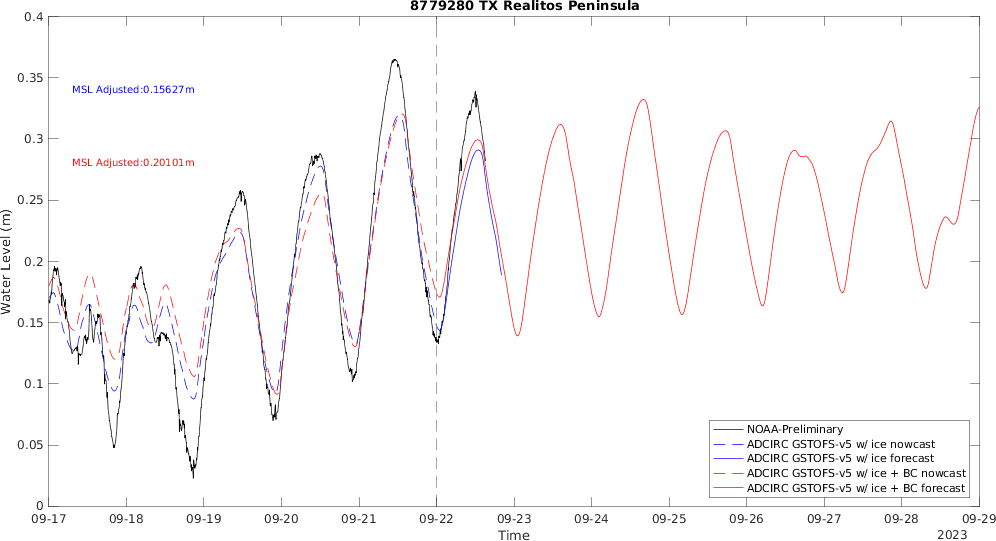 8779280 TX Realitos Peninsula
0.4
0.35
0.3
0.25
0.2
0.15
0.1
0.05
0
Water Level (m)
MSL Adjusted:0.15627m
MSL Adjusted:0.20101m
NOAA-Preliminary
ADCIRC GSTOFS-v5 w/ ice nowcast
ADCIRC GSTOFS-v5 w/ ice forecast
ADCIRC GSTOFS-v5 w/ ice + BC nowcast
ADCIRC GSTOFS-v5 w/ ice + BC forecast
09-17 09-18 09-19 09-20 09-21 09-22 09-23 09-24 09-25 09-26 09-27 09-28 09-29
Time
2023